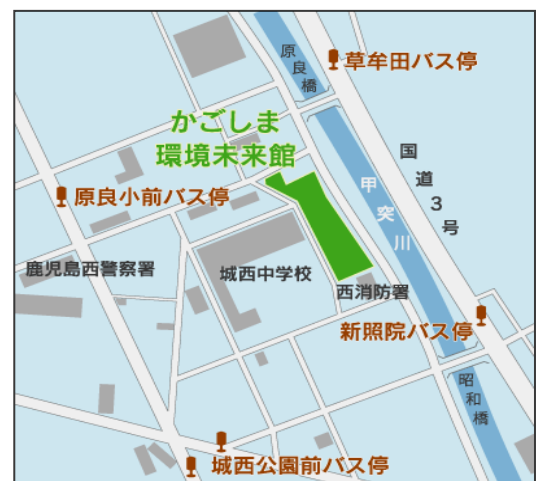 原良橋
草牟田バス停
かごしま
環境未来館
国道3号
甲突川
原良小前バス停
鹿児島西警察署
城西中学校
西消防署
新照院バス停
昭和橋
城西公園前バス停